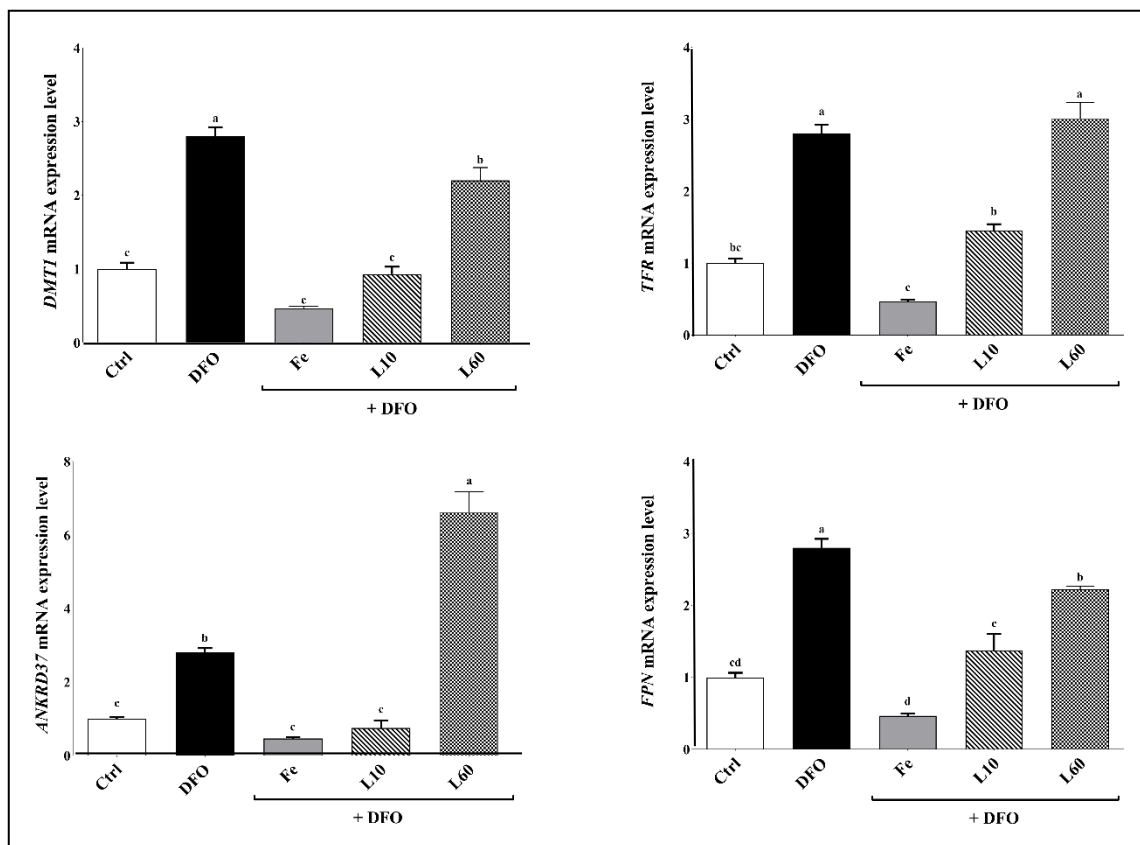 DMT1 mRNA expression level
4
3
2
1
0
c
a
c
c
b
Ctrl
DFO
Fe
L10
L60
+ DFO
TFR mRNA expression level
4
3
2
1
0
bc
a
c
b
a
Ctrl
DFO
Fe
L10
L60
+ DFO
ANKRD37 mRNA expression level
8
6
4
2
0
c
b
c
c
a
Ctrl
DFO
Fe
L10
L60
+ DFO
FPN mRNA expression level
4
3
2
1
0
cd
a
d
c
b
Ctrl
DFO
Fe
L10
L60
+ DFO